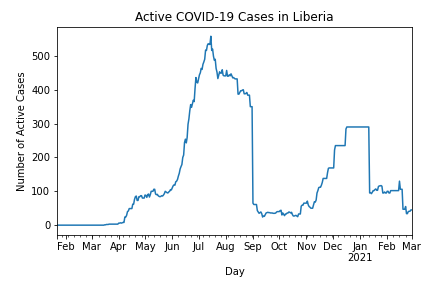 Active COVID-19 Cases in Liberia
Number of Active Cases
500
400
300
200
100
0
Feb Mar Apr May Jun Jul Aug Sep Oct Nov Dec Jan Feb Mar
2021
Day